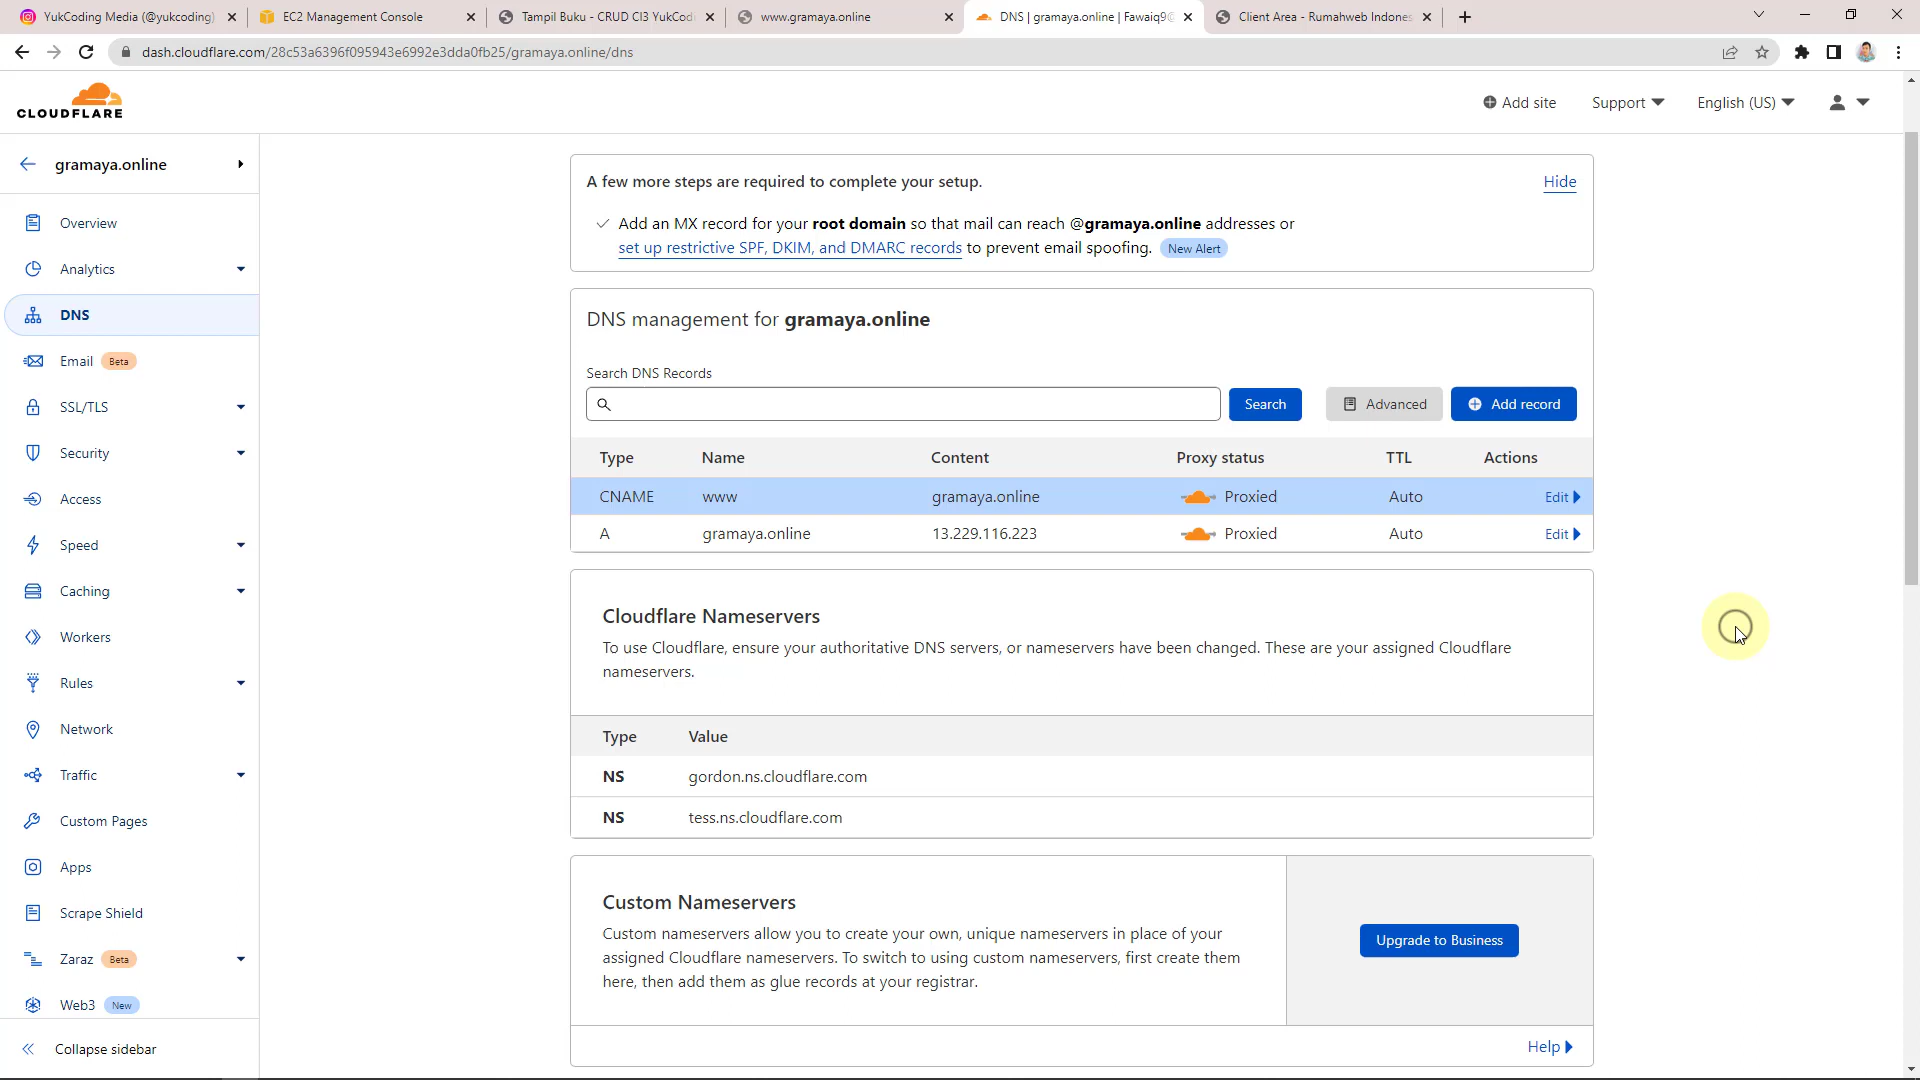 YukCoding Media (@yukcoding)
EC2 Management Console
Tampil Buku - CRUD CI3 YukCodi
www.gramaya.online
DNS | gramaya.online | Fawaiq9@
Client Area - Rumahweb Indones
dash.cloudflare.com/28c53a6396f095943e6992e3dda0fb25/gramaya.online/dns
CLOUDFLARE
Add site
Support
English (US)
gramaya.online
Overview
Analytics
DNS
Email Beta
SSL/TLS
Security
Access
Speed
Caching
Workers
Rules
Network
Traffic
Custom Pages
Apps
Scrape Shield
Zaraz Beta
Web3 New
Collapse sidebar
A few more steps are required to complete your setup.
Hide
Add an MX record for your root domain so that mail can reach @gramaya.online addresses or
set up restrictive SPF, DKIM, and DMARC records to prevent email spoofing. New Alert
DNS management for gramaya.online
Search DNS Records
Search
Advanced
Add record
Type Name Content Proxy status TTL Actions
CNAME www gramaya.online Proxied Auto Edit
A gramaya.online 13.229.116.223 Proxied Auto Edit
Cloudflare Nameservers
To use Cloudflare, ensure your authoritative DNS servers, or nameservers have been changed. These are your assigned Cloudflare
nameservers.
Type Value
NS gordon.ns.cloudflare.com
NS tess.ns.cloudflare.com
Custom Nameservers
Custom nameservers allow you to create your own, unique nameservers in place of your
assigned Cloudflare nameservers. To switch to using custom nameservers, first create them
here, then add them as glue records at your registrar.
Upgrade to Business
Help